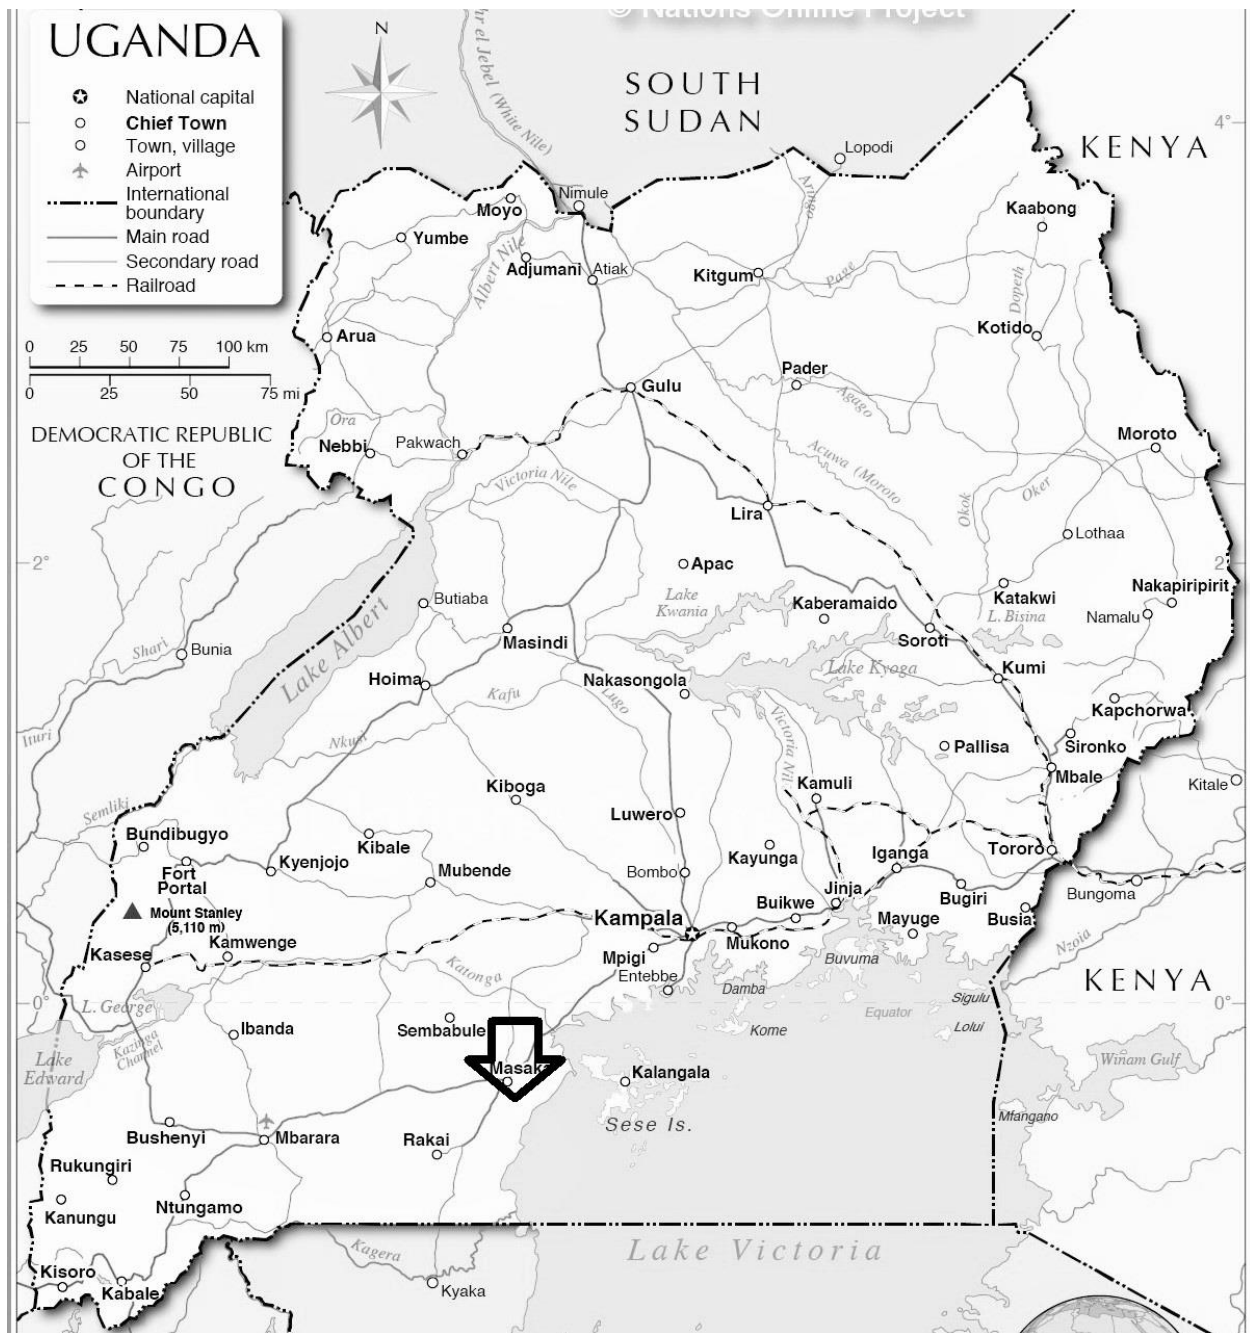 © Nations Online Project
UGANDA
National capital
Chief Town
Town, village
Airport
International
boundary
Main road
Secondary road
Railroad
0 25 50 75 100 km
0 25 50 75 mi
N
SOUTH
SUDAN
KENYA
4°
hr el Jebel (White Nile)
Lopodi
Nimule
Aringo
Moyo
Kaabong
Yumbe
Albert Nile
Adjumani
Atiak
Kitgum
Page
Dopeth
Kotido
Arua
Pader
Gulu
Agago
Ora
DEMOCRATIC REPUBLIC
OF THE
CONGO
Nebbi
Pakwach
Moroto
Victoria Nile
Acuwa (Moroto
Okok
Oker
Lira
Lothaa
2°
2
Apac
Lake
Kwania
Kaberamaido
Katakwi
L. Bisina
Nakapiripirit
Namalu
Butiaba
Masindi
Soroti
Shari
Bunia
Lake Albert
Hoima
Kafu
Lugo
Nakasongola
Lake Kyoga
Kumi
Kapchorwa
Ituri
Nkusi
Victoria Nil
Pallisa
Sironko
Mbale
Kitale
Semliki
Kiboga
Kamuli
Luwero
Bundibugyo
Kibale
Kayunga
Iganga
Tororo
Fort
Portal
Kyenjojo
Mubende
Bombo
Jinja
Bugiri
Bungoma
Mount Stanley
(5,110 m)
Kampala
Buikwe
Mayuge
Busia
Kasese
Kamwenge
Mpigi
Mukono
Nzoia
Katonga
Entebbe
Buvuma
Damba
KENYA
L. George
Sigulu
0°
0°
Kazinga
Channel
Ibanda
Sembabule
Kome
Equator
Lolui
Lake
Edward
Masaka
Kalangala
Winam Gulf
Sese Is.
Mfangano
Bushenyi
Mbarara
Rakai
Rukungiri
Kanungu
Ntungamo
Lake Victoria
Kagera
Kisoro
Kabale
Kyaka